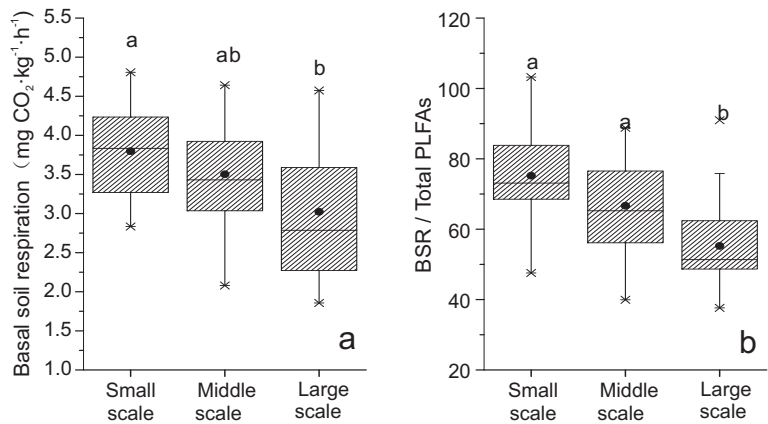 Basal soil respiration (mg CO₂·kg⁻¹·h⁻¹)
5.5
5.0
4.5
4.0
3.5
3.0
2.5
2.0
1.5
1.0
a
ab
b
a
Small scale
Middle scale
Large scale
BSR / Total PLFAs
120
100
80
60
40
20
a
a
b
b
Small scale
Middle scale
Large scale